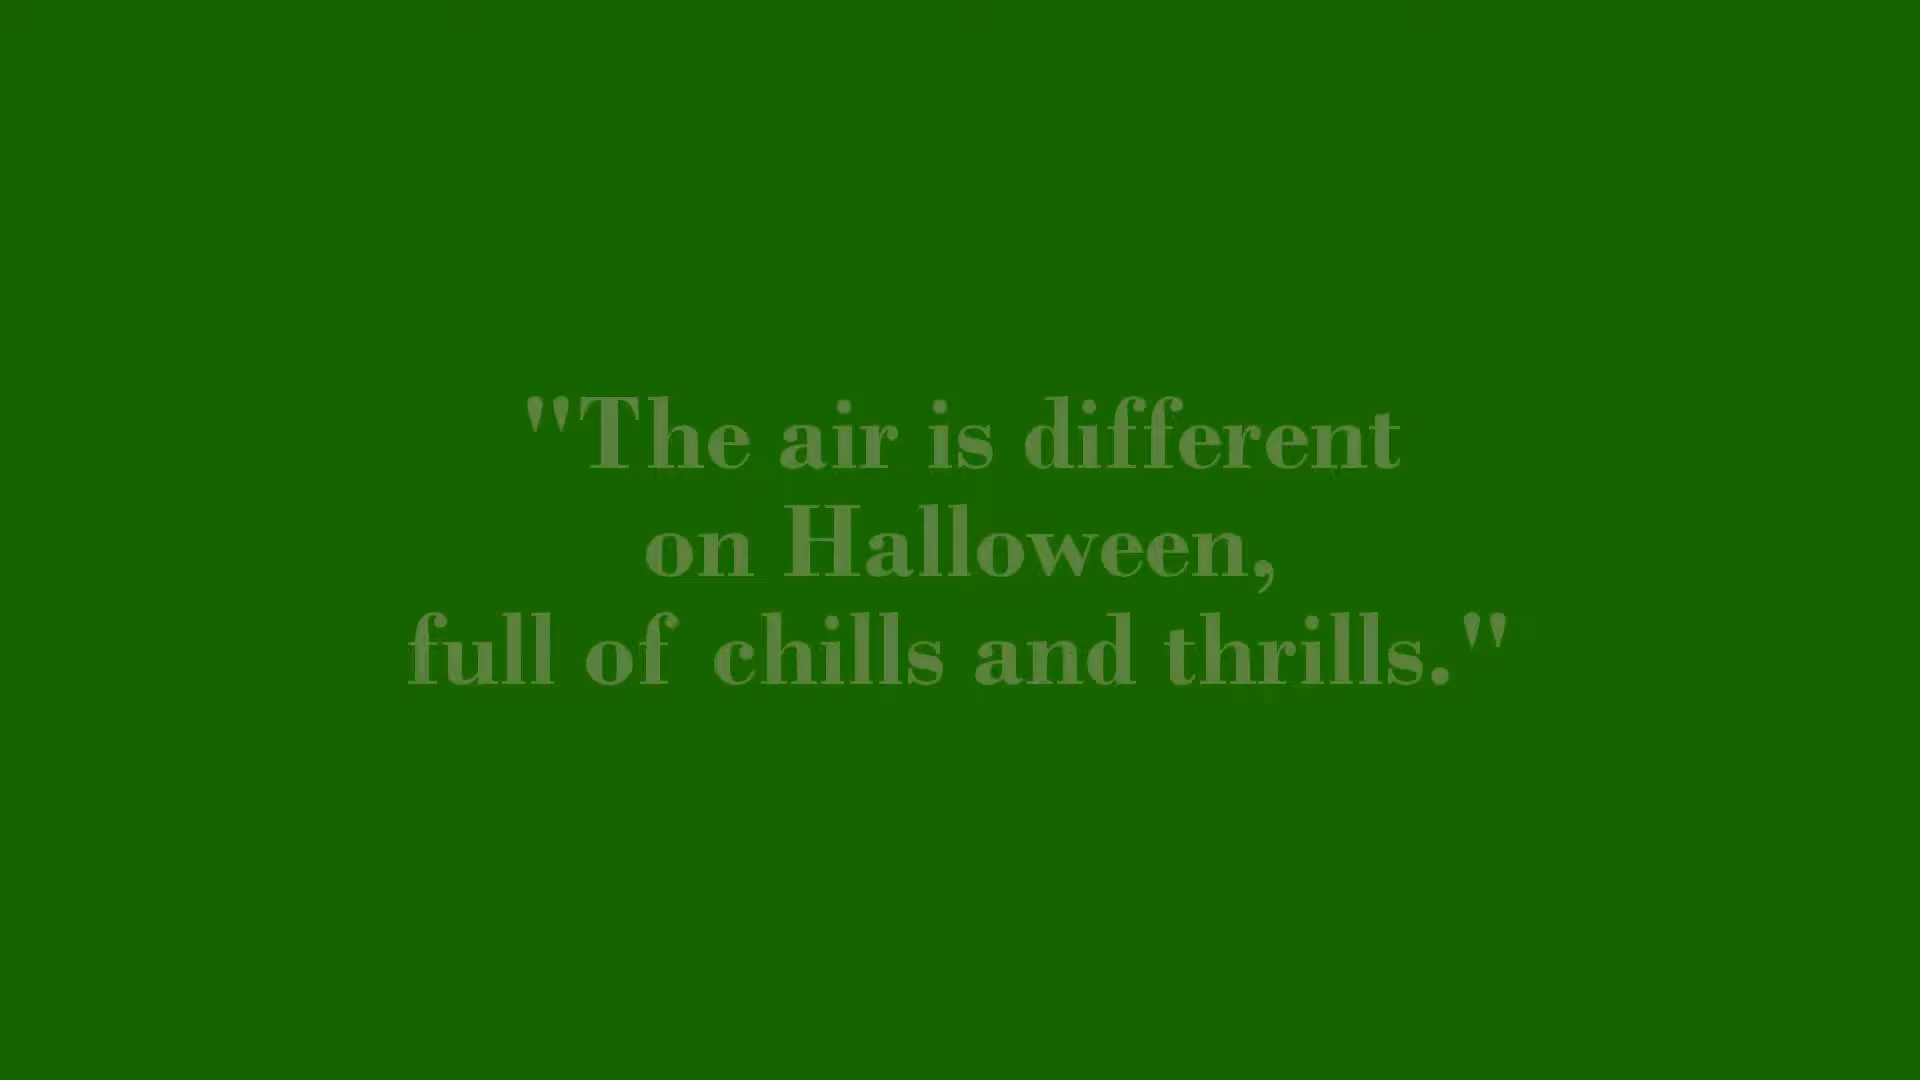 "The air is different
on Halloween,
full of chills and thrills."